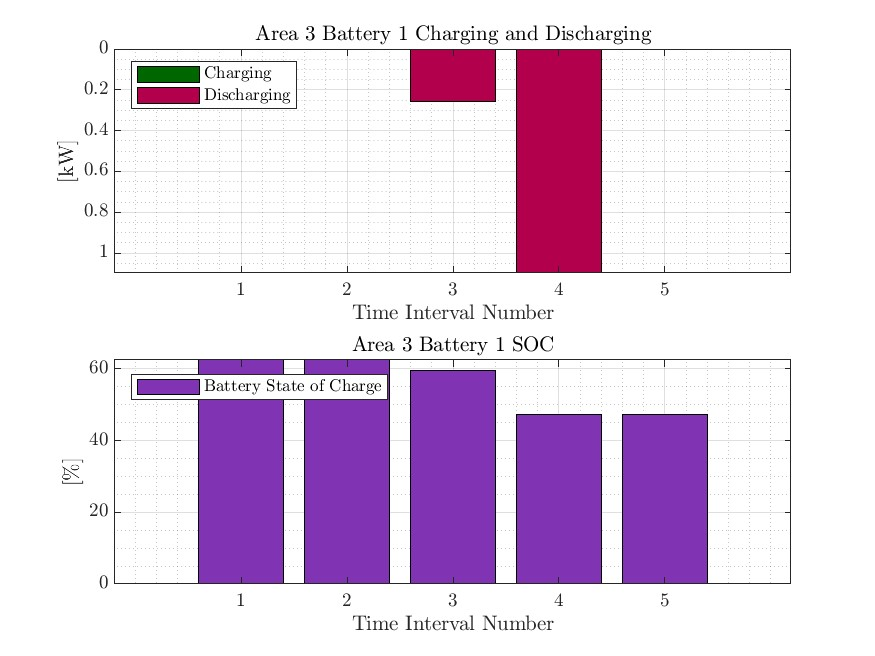 Area 3 Battery 1 Charging and Discharging
0
0.2
0.4
0.6
0.8
1
[kW]
Charging
Discharging
1 2 3 4 5
Time Interval Number
Area 3 Battery 1 SOC
60
40
20
0
[%]
Battery State of Charge
1 2 3 4 5
Time Interval Number